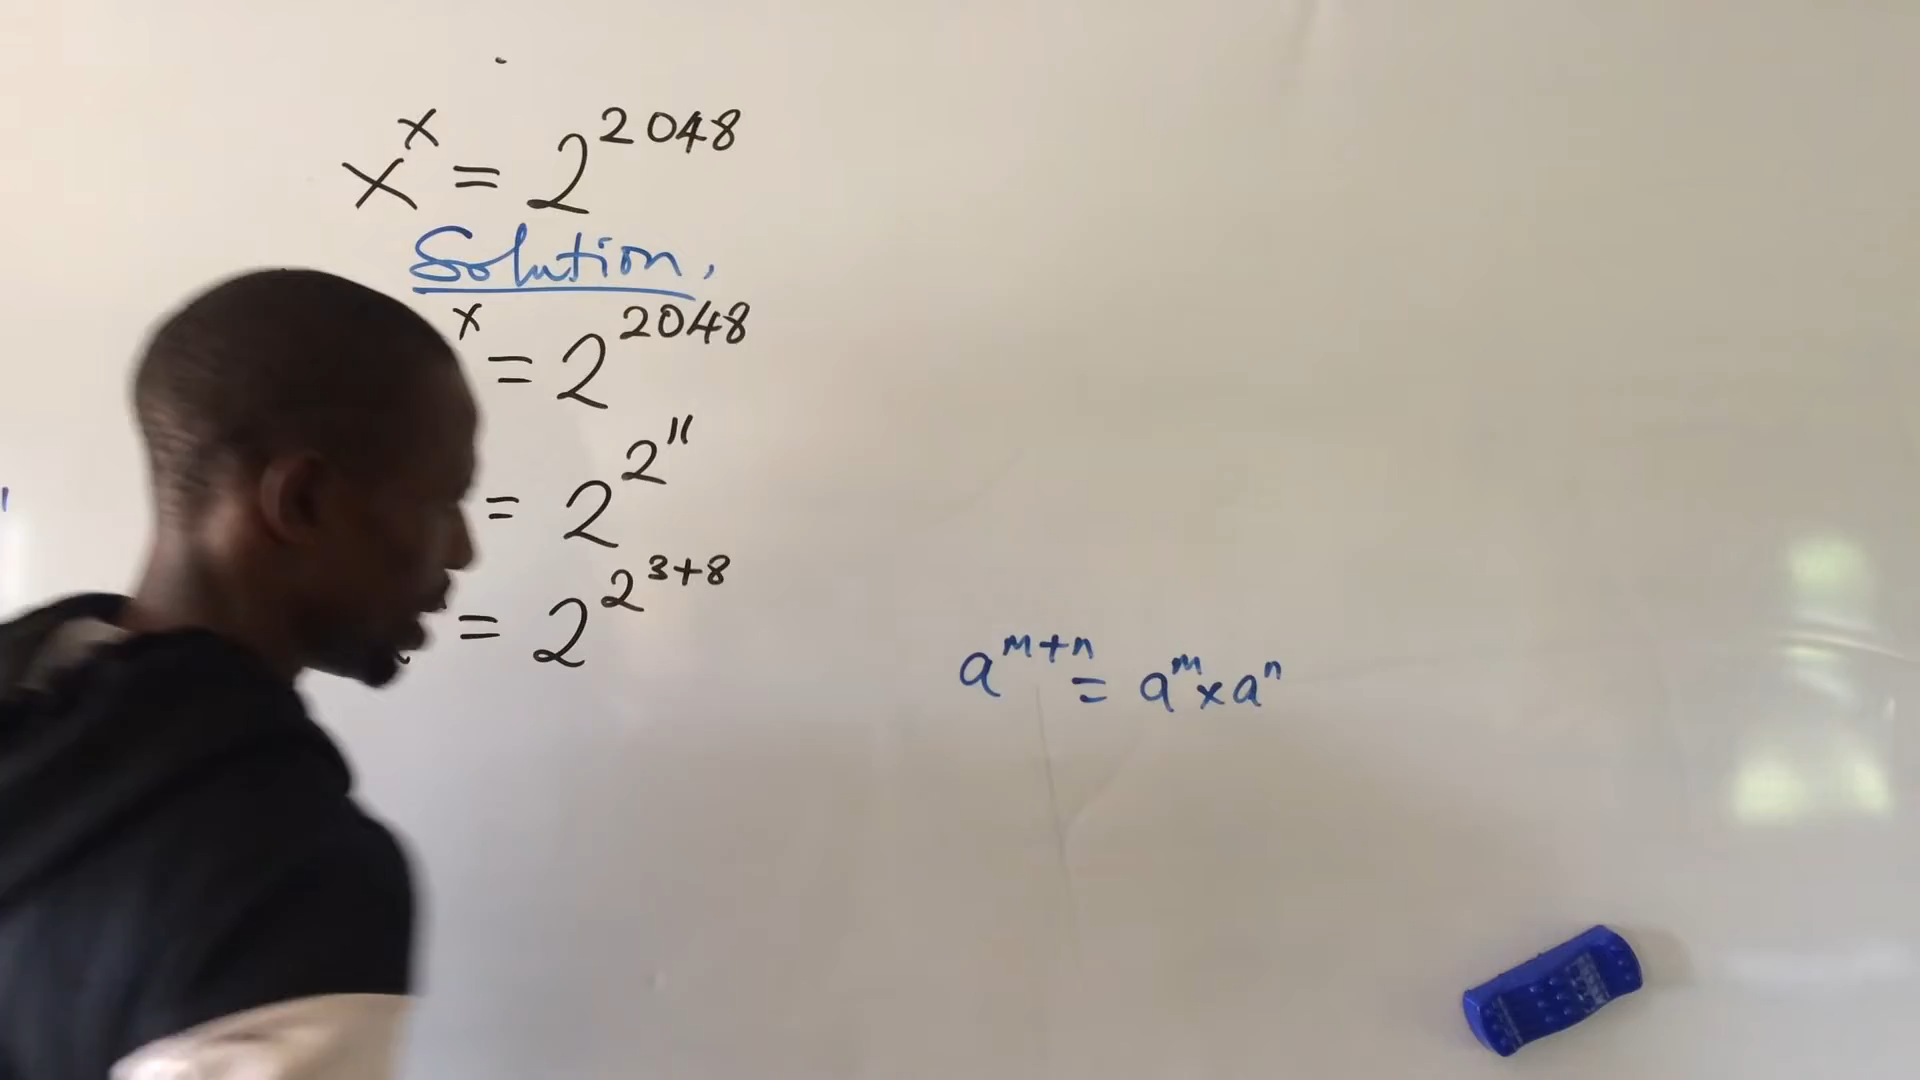 x^x = 2^2048
Solution,
x = 2^2048
= 2^2^11
= 2^2^3+8
a^m+n = a^m x a^n